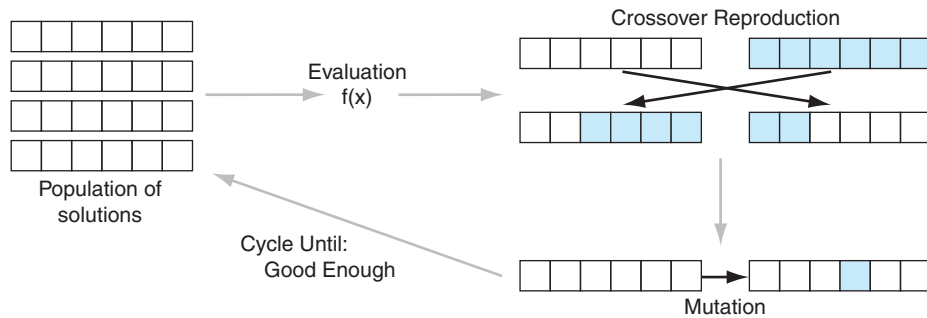 Crossover Reproduction
Evaluation
f(x)
Population of
solutions
Cycle Until:
Good Enough
Mutation